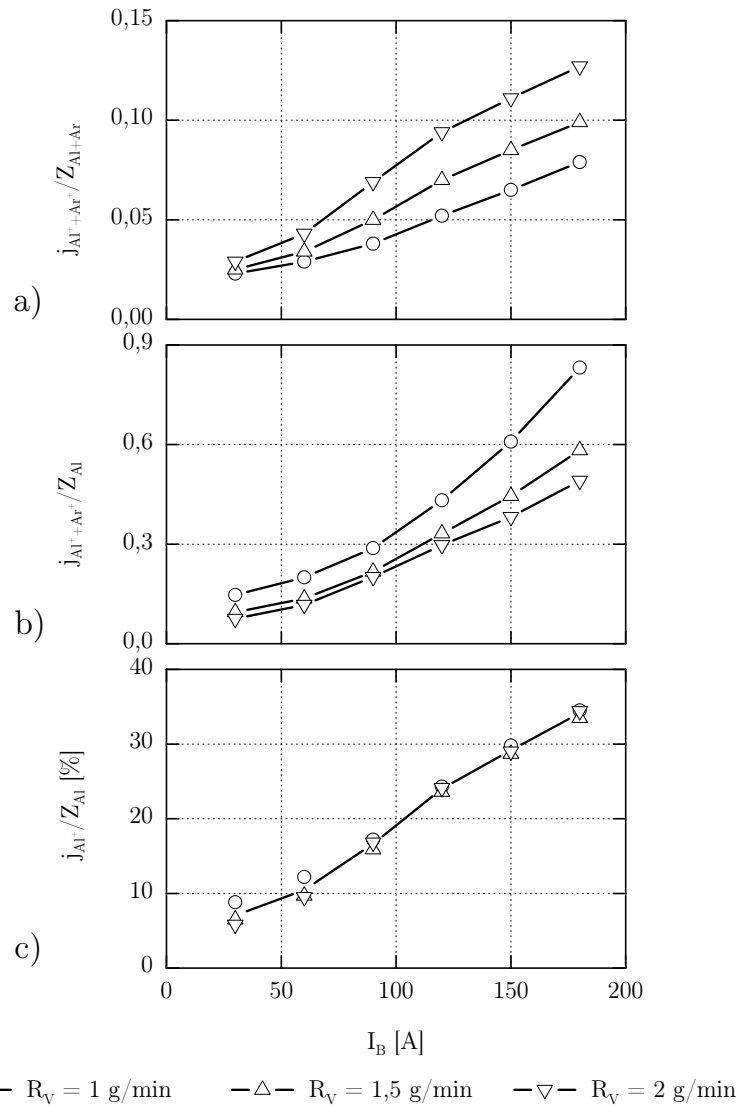 0,15
0,10
0,05
0,00
j_{Al⁺+Ar⁺}/Z_{Al+Ar}
a)
0,9
0,6
0,3
0,0
j_{Al⁺+Ar⁺}/Z_{Al}
b)
40
30
20
10
0
j_{Al⁺}/Z_{Al} [%]
c)
0 50 100 150 200
I_B [A]
R_V = 1 g/min R_V = 1,5 g/min R_V = 2 g/min